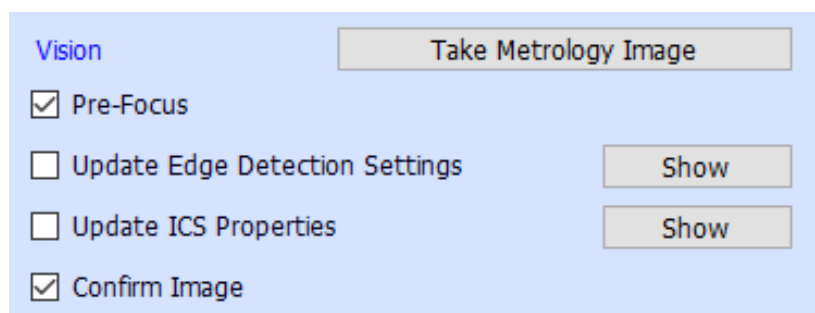 Vision Take Metrology Image
Pre-Focus
Update Edge Detection Settings Show
Update ICS Properties Show
Confirm Image